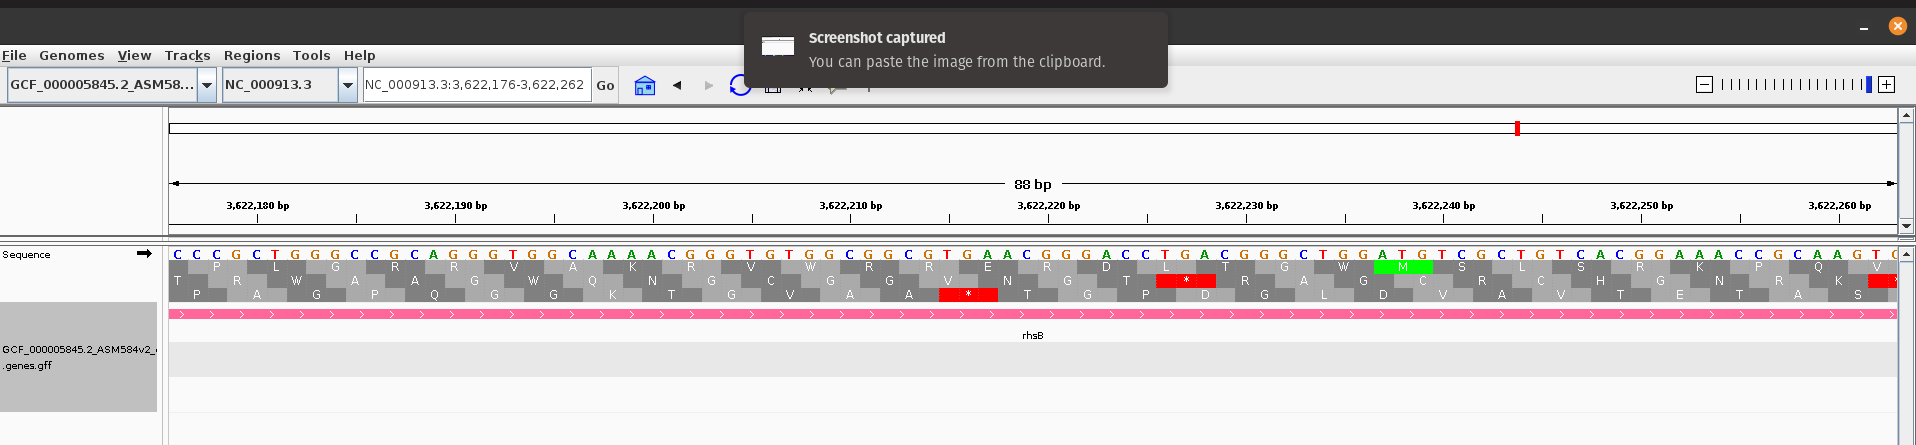 Screenshot captured
You can paste the image from the clipboard.
File Genomes View Tracks Regions Tools Help
GCF_000005845.2_ASM58... NC_000913.3 NC_000913.3:3,622,176-3,622,262 Go
88 bp
3,622,180 bp 3,622,190 bp 3,622,200 bp 3,622,210 bp 3,622,220 bp 3,622,230 bp 3,622,240 bp 3,622,250 bp 3,622,260 bp
Sequence
C C C G C T G G G C C G C A G G G T G G C A A A A C G G G T G T G G C G G C G T G A A C G G G A C C T G A C G G G C T G G A T G T C G C T G T C A C G G A A A C C G C A A G T
P L G R R V A K R V W R R E R D L T G W M S L S R K P Q V
T R W A A G W Q N G C G G V N G T * R A G C R C H G N R K *
P A G P Q G G K T G V A A * T G P D G L D V A V T E T A S
rhsB
GCF_000005845.2_ASM584v2_
.genes.gff